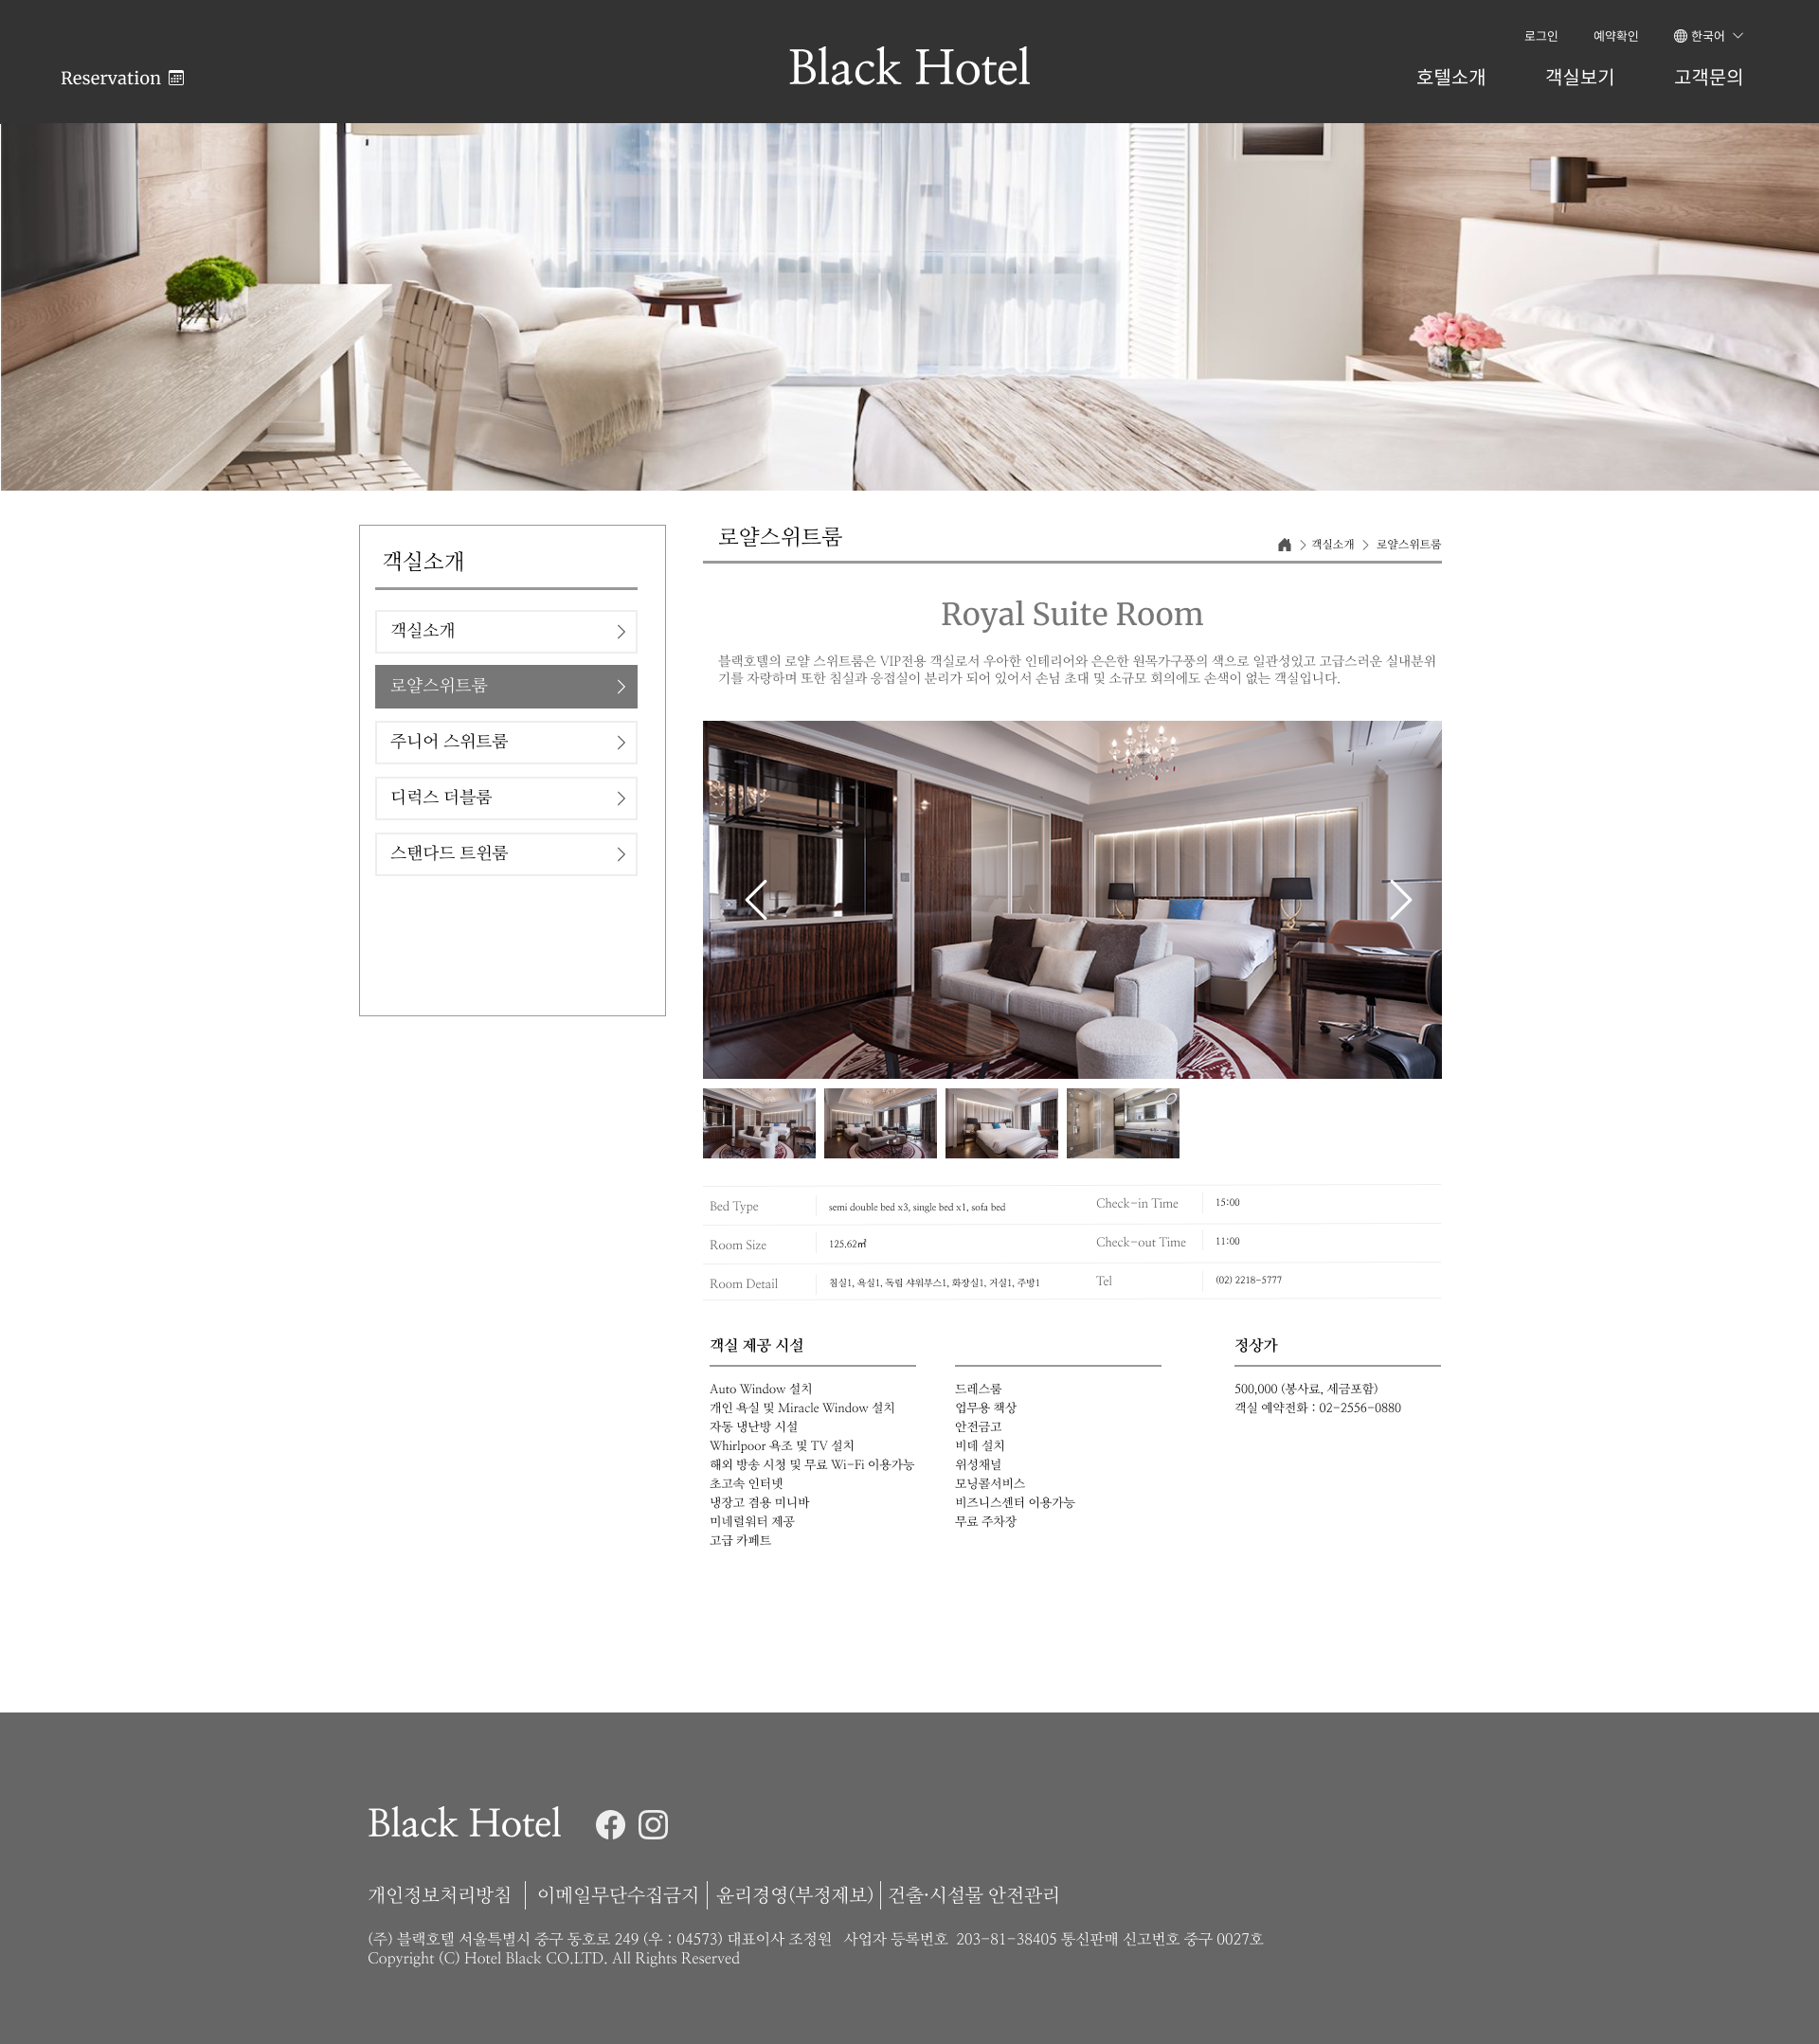 로그인 예약확인 한국어
Reservation
Black Hotel
호텔소개 객실보기 고객문의
객실소개
객실소개
로얄스위트룸
주니어 스위트룸
디럭스 더블룸
스탠다드 트윈룸
로얄스위트룸
객실소개 로얄스위트룸
Royal Suite Room
블랙호텔의 로얄 스위트룸은 VIP전용 객실로서 우아한 인테리어와 은은한 원목가구풍의 색으로 일관성있고 고급스러운 실내분위
기를 자랑하며 또한 침실과 응접실이 분리가 되어 있어서 손님 초대 및 소규모 회의에도 손색이 없는 객실입니다.
Bed Type semi double bed x3, single bed x1, sofa bed Check-in Time 15:00
Room Size 125.62㎡ Check-out Time 11:00
Room Detail 침실1, 욕실1, 독립 샤워부스1, 화장실1, 거실1, 주방1 Tel (02) 2218-5777
객실 제공 시설
Auto Window 설치
개인 욕실 및 Miracle Window 설치
자동 냉난방 시설
Whirlpoor 욕조 및 TV 설치
해외 방송 시청 및 무료 Wi-Fi 이용가능
초고속 인터넷
냉장고 겸용 미니바
미네럴워터 제공
고급 카페트
드레스룸
업무용 책상
안전금고
비데 설치
위성채널
모닝콜서비스
비즈니스센터 이용가능
무료 주차장
정상가
500,000 (봉사료, 세금포함)
객실 예약전화 : 02-2556-0880
Black Hotel
개인정보처리방침 이메일무단수집금지 윤리경영(부정제보) 건출·시설물 안전관리
(주) 블랙호텔 서울특별시 중구 동호로 249 (우 : 04573) 대표이사 조정원 사업자 등록번호 203-81-38405 통신판매 신고번호 중구 0027호
Copyright (C) Hotel Black CO.LTD. All Rights Reserved